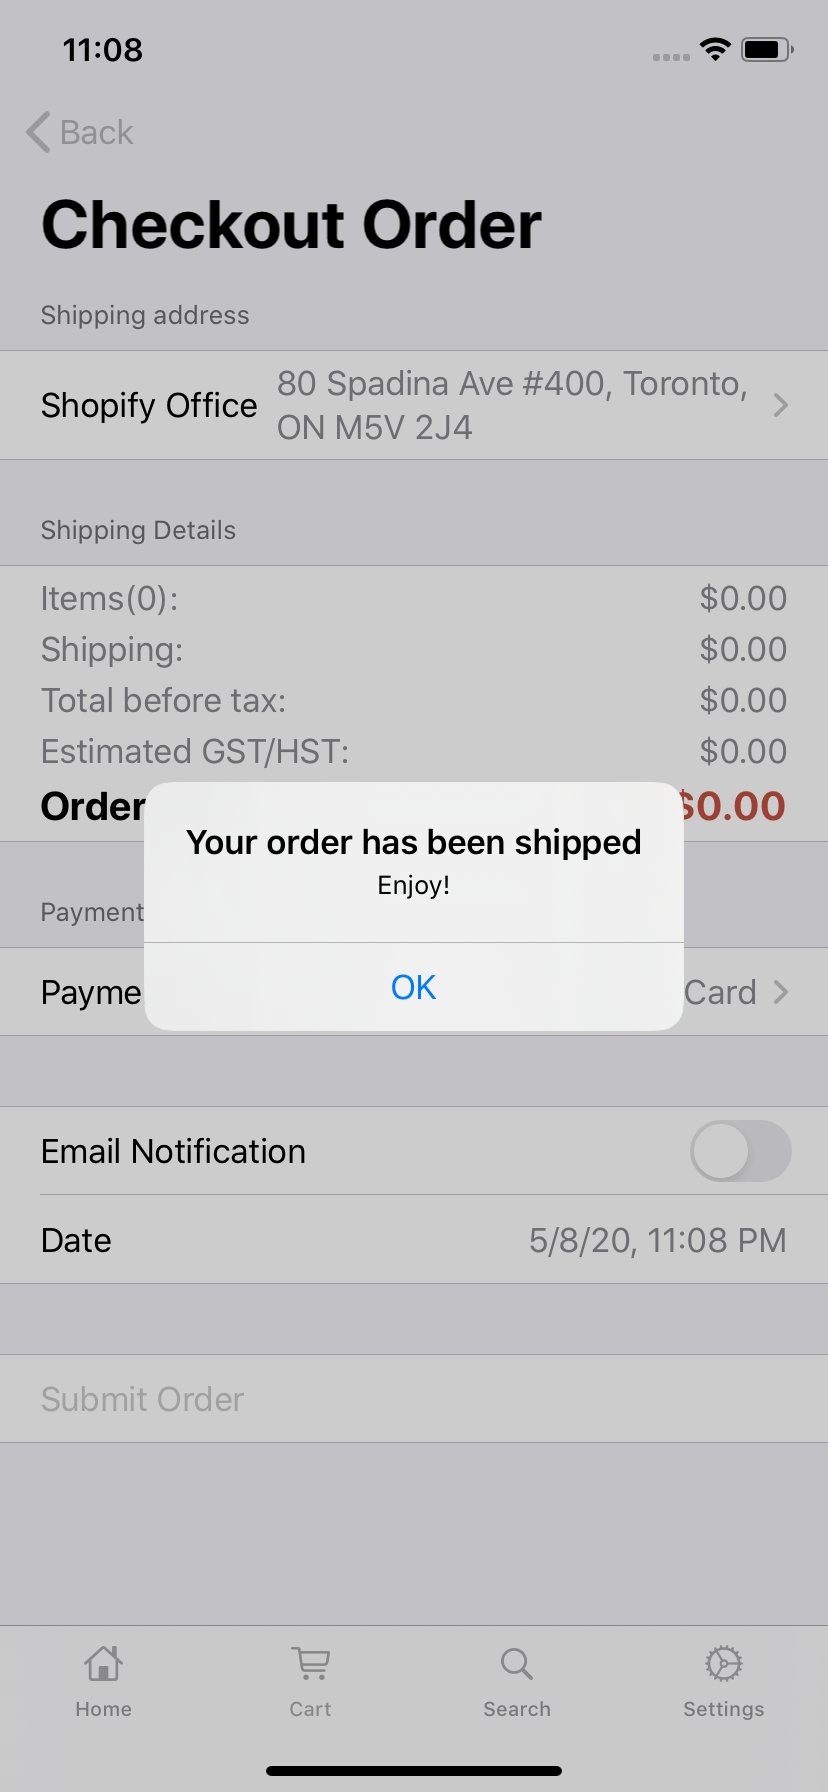 11:08
Back
Checkout Order
Shipping address
Shopify Office
80 Spadina Ave #400, Toronto,
ON M5V 2J4
Shipping Details
Items(0): $0.00
Shipping: $0.00
Total before tax: $0.00
Estimated GST/HST: $0.00
Order $0.00
Your order has been shipped
Enjoy!
Payment
OK
Payme Card
Email Notification
Date 5/8/20, 11:08 PM
Submit Order
Home Cart Search Settings